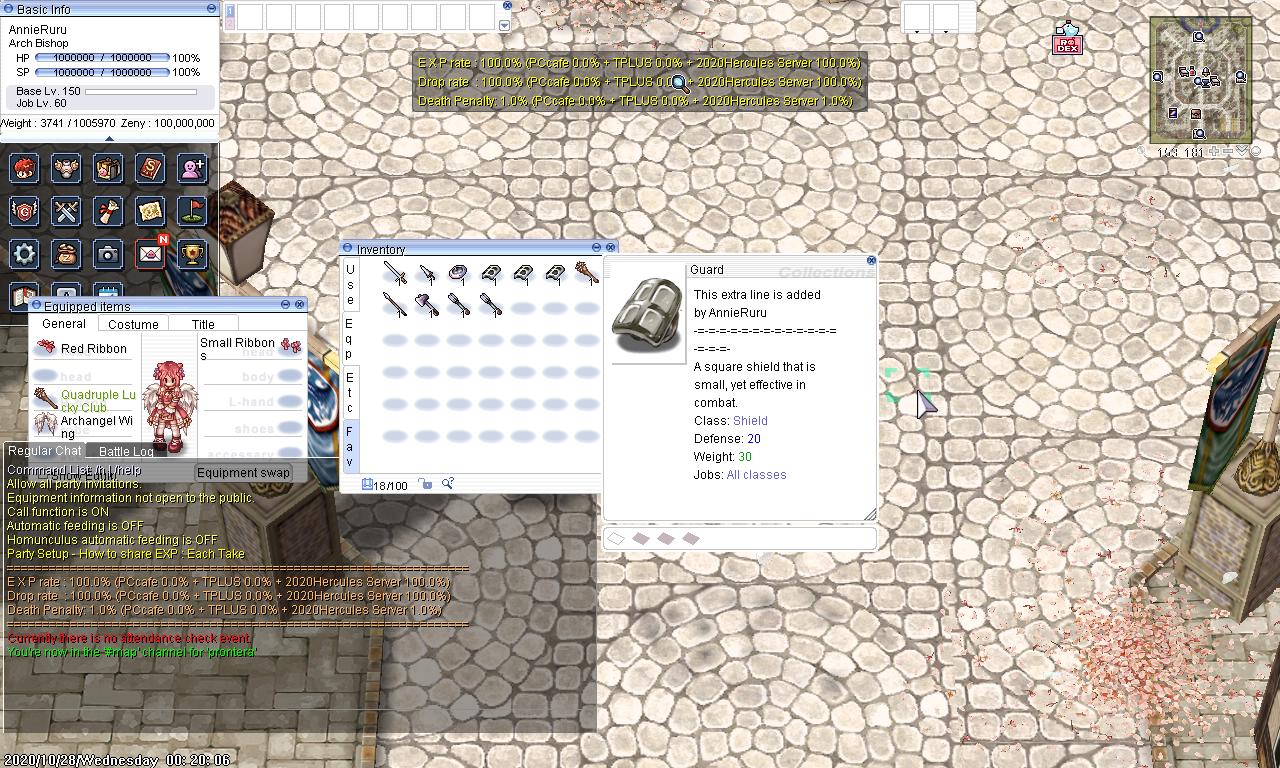 Basic Info
AnnieRuru
Arch Bishop
HP 1000000 / 1000000 100%
SP 1000000 / 1000000 100%
Base Lv. 150
Job Lv. 60
Weight : 3741 / 1005970 Zeny : 100,000,000
1
2
E X P rate : 100.0% (PCcafe 0.0% + TPLUS 0.0% + 2020Hercules Server 100.0%)
Drop rate : 100.0% (PCcafe 0.0% + TPLUS 0.0% + 2020Hercules Server 100.0%)
Death Penalty: 1.0% (PCcafe 0.0% + TPLUS 0.0% + 2020Hercules Server 1.0%)
RO
DEX
193 181
N
Equipped Items
General Costume Title
Red Ribbon
head
Quadruple Lu
cky Club
Archangel Wi
ng
Small Ribbon
s
head
body
L-hand
shoes
accessary
Equipment swap
Inventory
Use
Eqp
Etc
Fav
18/100
Guard
Collections
This extra line is added
by AnnieRuru
-=-=-=-=-=-=-=-=-=-=-=-=
-=-=-=-
A square shield that is
small, yet effective in
combat.
Class: Shield
Defense: 20
Weight: 30
Jobs: All classes
Regular Chat Battle Log
Command List: /h | /help
Allow all party invitations.
Equipment information not open to the public.
Call function is ON
Automatic feeding is OFF
Homunculus automatic feeding is OFF
Party Setup - How to share EXP : Each Take
E X P rate : 100.0% (PCcafe 0.0% + TPLUS 0.0% + 2020Hercules Server 100.0%)
Drop rate : 100.0% (PCcafe 0.0% + TPLUS 0.0% + 2020Hercules Server 100.0%)
Death Penalty: 1.0% (PCcafe 0.0% + TPLUS 0.0% + 2020Hercules Server 1.0%)
Currently there is no attendance check event.
You're now in the '#map' channel for 'prontera'
2020/10/28/Wednesday 00:20:06